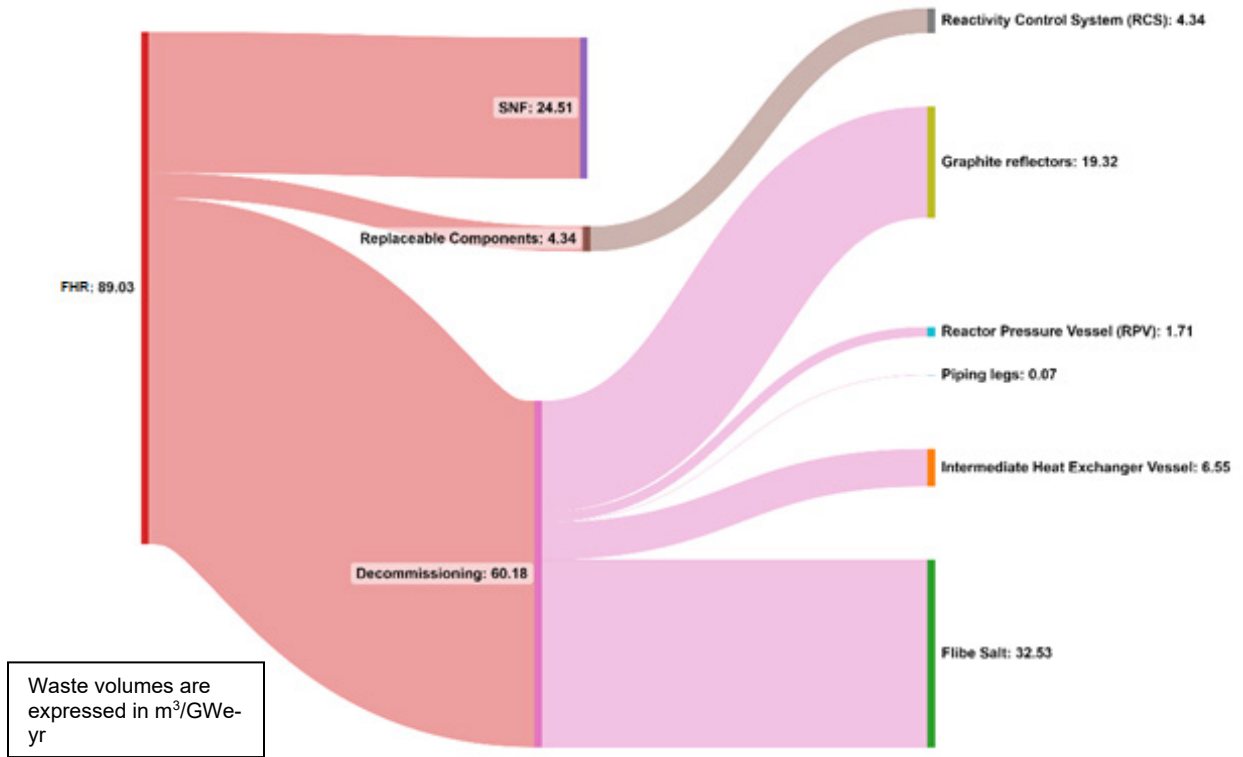 Reactivity Control System (RCS): 4.34
SNF: 24.51
Graphite reflectors: 19.32
Replaceable Components: 4.34
FHR: 89.03
Reactor Pressure Vessel (RPV): 1.71
Piping legs: 0.07
Intermediate Heat Exchanger Vessel: 6.55
Decommissioning: 60.18
Flibe Salt: 32.53
Waste volumes are
expressed in m³/GWe-
yr